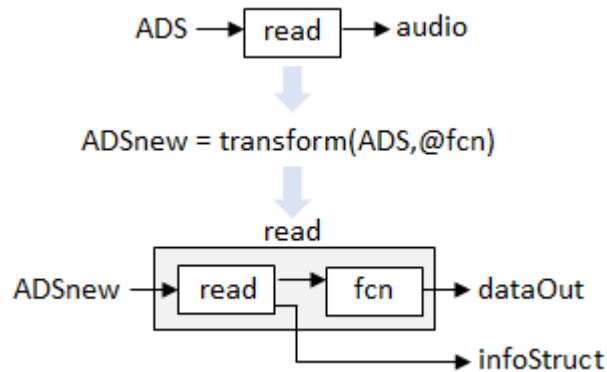 ADS read audio
ADSnew = transform(ADS,@fcn)
read
ADSnew read fcn dataOut
infoStruct